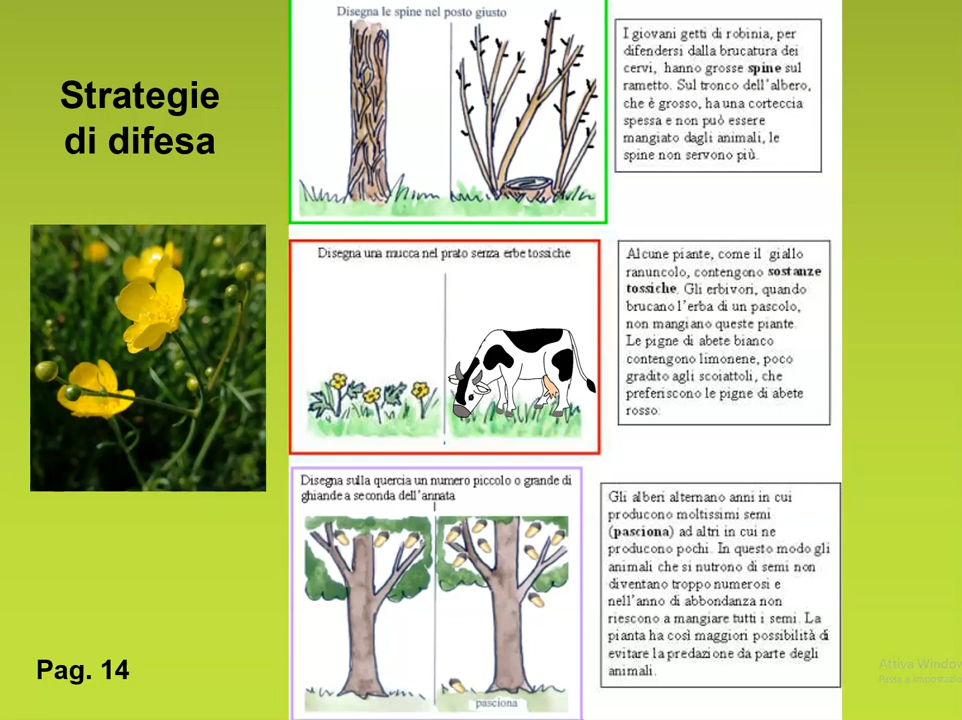 Strategie
di difesa
Disegna le spine nel posto giusto
I giovani getti di robinia, per
difendersi dalla brucatura dei
cervi, hanno grosse spine sul
rametto. Sul tronco dell'albero,
che è grosso, ha una corteccia
spessa e non può essere
mangiato dagli animali, le
spine non servono più.
Disegna una mucca nel prato senza erbe tossiche
Alcune piante, come il giallo
ranuncolo, contengono sostanze
tossiche. Gli erbivori, quando
brucano l'erba di un pascolo,
non mangiano queste piante.
Le pigne di abete bianco
contengono limonene, poco
gradito agli scoiattoli, che
preferiscono le pigne di abete
rosso.
Disegna sulla quercia un numero piccolo o grande di
ghiande a seconda dell'annata
pasciona
Gli alberi alternano anni in cui
producono moltissimi semi
(pasciona) ad altri in cui ne
producono pochi. In questo modo gli
animali che si nutrono di semi non
diventano troppo numerosi e
nell'anno di abbondanza non
riescono a mangiare tutti i semi. La
pianta ha così maggiori possibilità di
evitare la predazione da parte degli
animali.
Pag. 14
Attiva Window